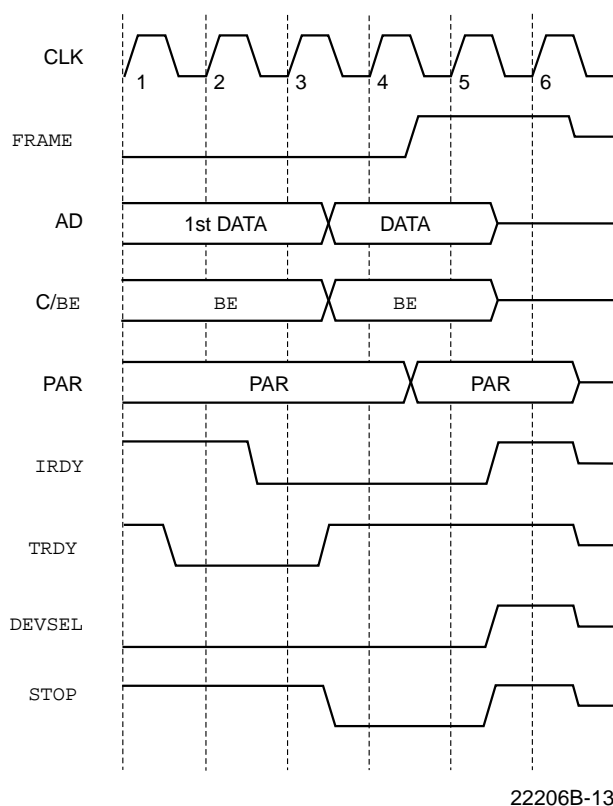 CLK
1 2 3 4 5 6
FRAME
AD 1st DATA DATA
C/BE BE BE
PAR PAR PAR
IRDY
TRDY
DEVSEL
STOP
22206B-13